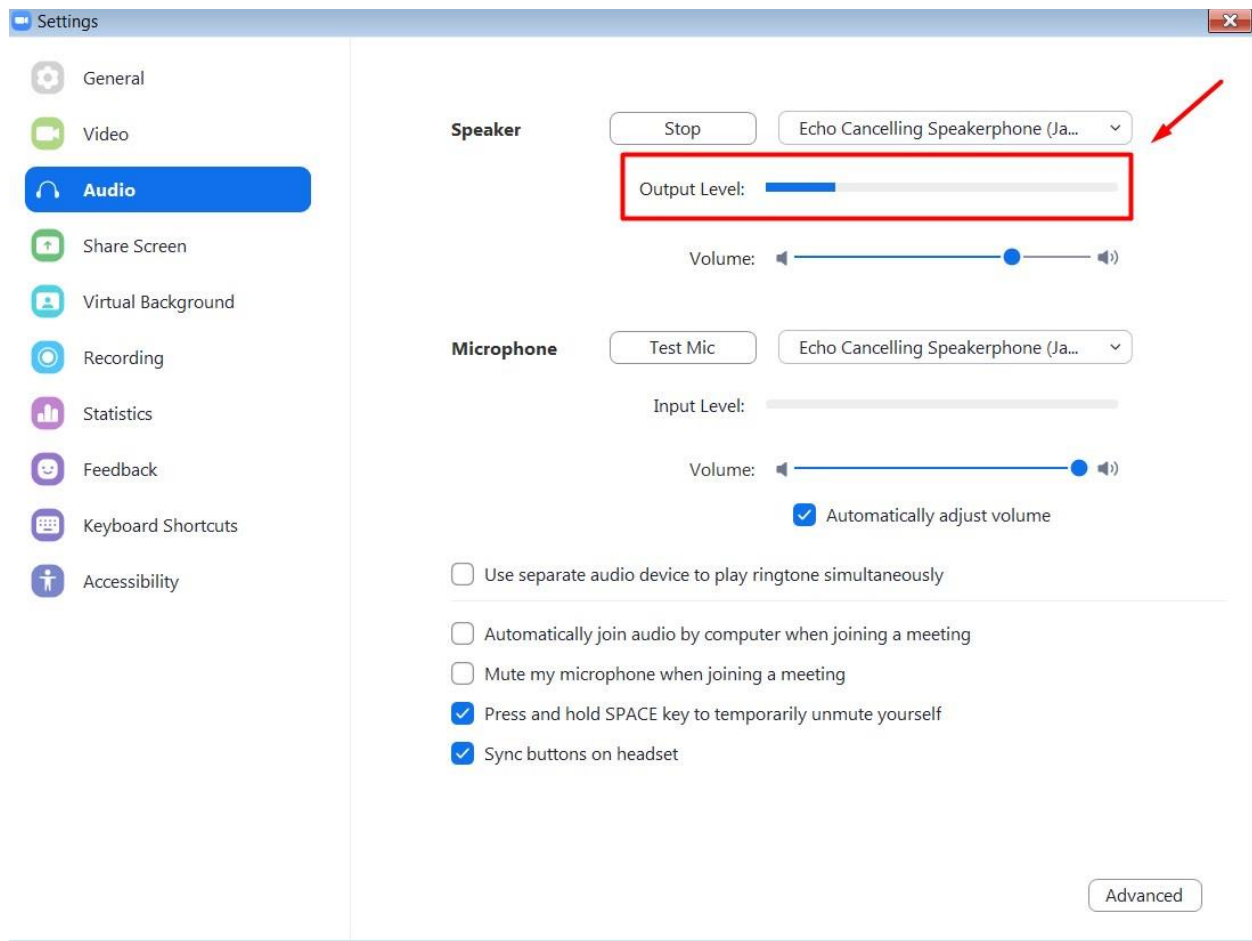 Settings
General
Video
Audio
Share Screen
Virtual Background
Recording
Statistics
Feedback
Keyboard Shortcuts
Accessibility
Speaker Stop Echo Cancelling Speakerphone (Ja...
Output Level:
Volume:
Microphone Test Mic Echo Cancelling Speakerphone (Ja...
Input Level:
Volume:
Automatically adjust volume
Use separate audio device to play ringtone simultaneously
Automatically join audio by computer when joining a meeting
Mute my microphone when joining a meeting
Press and hold SPACE key to temporarily unmute yourself
Sync buttons on headset
Advanced